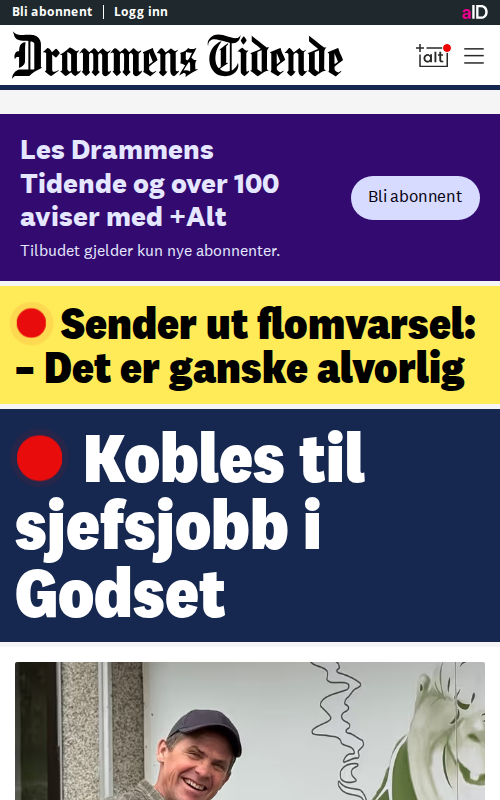 Bli abonnent | Logg inn
aID
Drammens Tidende
+alt
Les Drammens
Tidende og over 100
aviser med +Alt
Bli abonnent
Tilbudet gjelder kun nye abonnenter.
Sender ut flomvarsel:
– Det er ganske alvorlig
Kobles til
sjefsjobb i
Godset